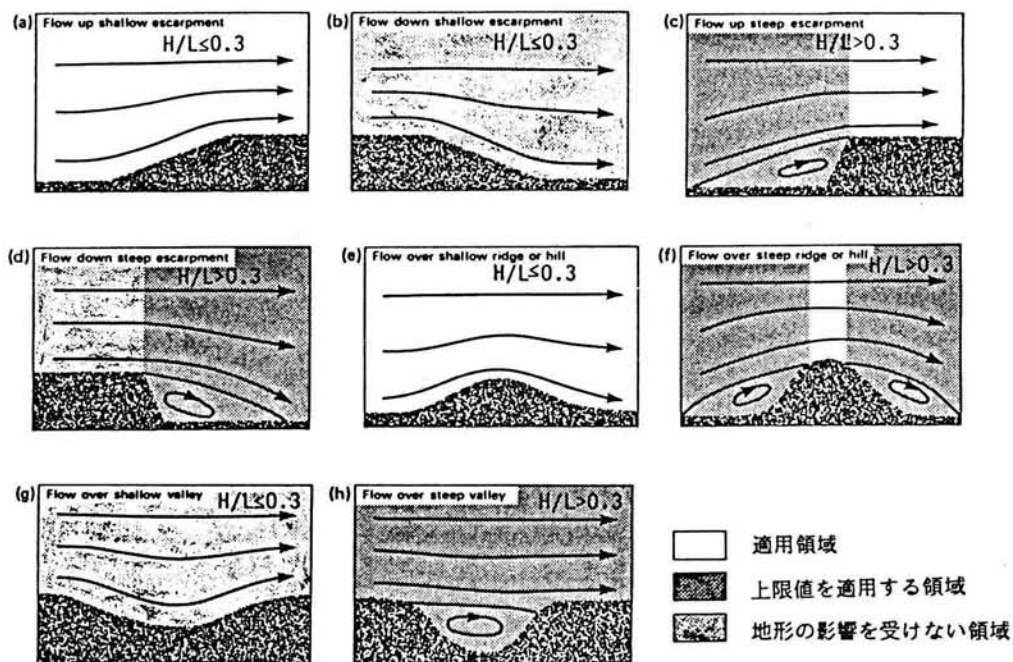 (a) Flow up shallow escarpment
H/L≤0.3
(b) Flow down shallow escarpment
H/L≤0.3
(c) Flow up steep escarpment
H/L>0.3
(d) Flow down steep escarpment
H/L>0.3
(e) Flow over shallow ridge or hill
H/L≤0.3
(f) Flow over steep ridge or hill
H/L>0.3
(g) Flow over shallow valley
H/L≤0.3
(h) Flow over steep valley
H/L>0.3
適用領域
上限値を適用する領域
地形の影響を受けない領域